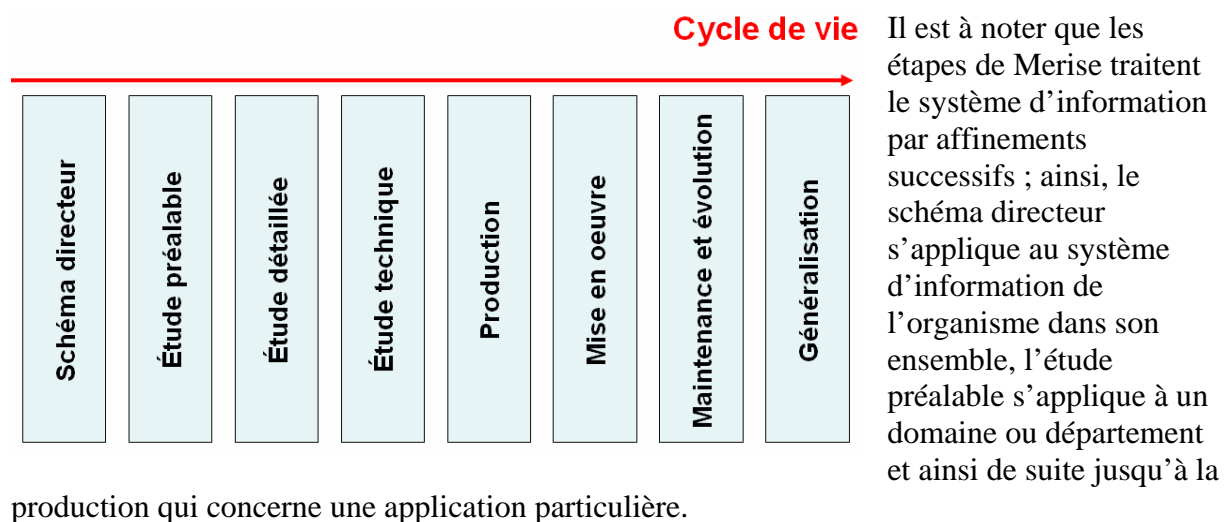 Cycle de vie
Schéma directeur
Étude préalable
Étude détaillée
Étude technique
Production
Mise en oeuvre
Maintenance et évolution
Généralisation
Il est à noter que les
étapes de Merise traitent
le système d’information
par affinements
successifs ; ainsi, le
schéma directeur
s’applique au système
d’information de
l’organisme dans son
ensemble, l’étude
préalable s’applique à un
domaine ou département
et ainsi de suite jusqu’à la
production qui concerne une application particulière.